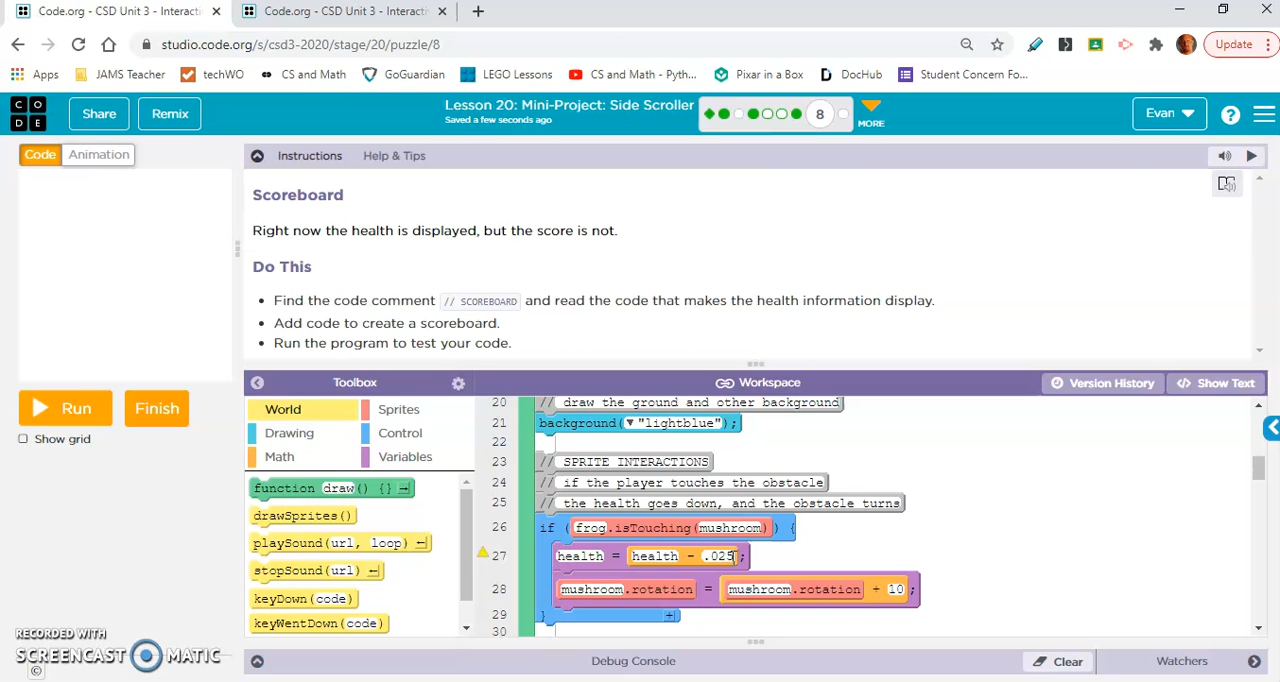 Code.org - CSD Unit 3 - Interacti
Code.org - CSD Unit 3 - Interacti
studio.code.org/s/csd3-2020/stage/20/puzzle/8
Update
Apps
JAMS Teacher
techWO
CS and Math
GoGuardian
LEGO Lessons
CS and Math - Pyth...
Pixar in a Box
DocHub
Student Concern Fo...
C O
D E
Share
Remix
Lesson 20: Mini-Project: Side Scroller
Saved a few seconds ago
8
MORE
Evan
?
Code
Animation
Instructions
Help & Tips
Scoreboard
Right now the health is displayed, but the score is not.
Do This
• Find the code comment // SCOREBOARD and read the code that makes the health information display.
• Add code to create a scoreboard.
• Run the program to test your code.
Run
Finish
Show grid
Toolbox
Workspace
Version History
</> Show Text
World
Sprites
Drawing
Control
Math
Variables
function draw() {}
drawSprites()
playSound(url, loop)
stopSound(url)
keyDown(code)
keyWentDown(code)
20 // draw the ground and other background
21 background("lightblue");
22
23 // SPRITE INTERACTIONS
24 // if the player touches the obstacle
25 // the health goes down, and the obstacle turns
26 if (frog.isTouching(mushroom)) {
27 health = health - .025;
28 mushroom.rotation = mushroom.rotation + 10;
29 }
30
Debug Console
Clear
Watchers
RECORDED WITH
SCREENCAST MATIC
©